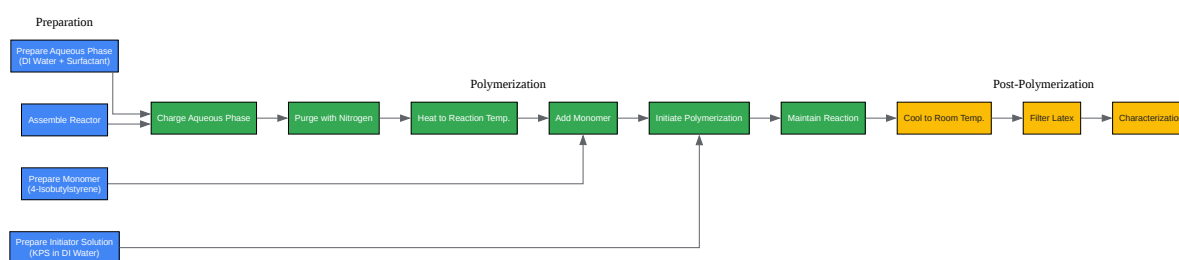 Preparation
Prepare Aqueous Phase
(DI Water + Surfactant)
Polymerization
Post-Polymerization
Assemble Reactor
Charge Aqueous Phase
Purge with Nitrogen
Heat to Reaction Temp.
Add Monomer
Initiate Polymerization
Maintain Reaction
Cool to Room Temp.
Filter Latex
Characterization
Prepare Monomer
(4-Isobutylstyrene)
Prepare Initiator Solution
(KPS in DI Water)